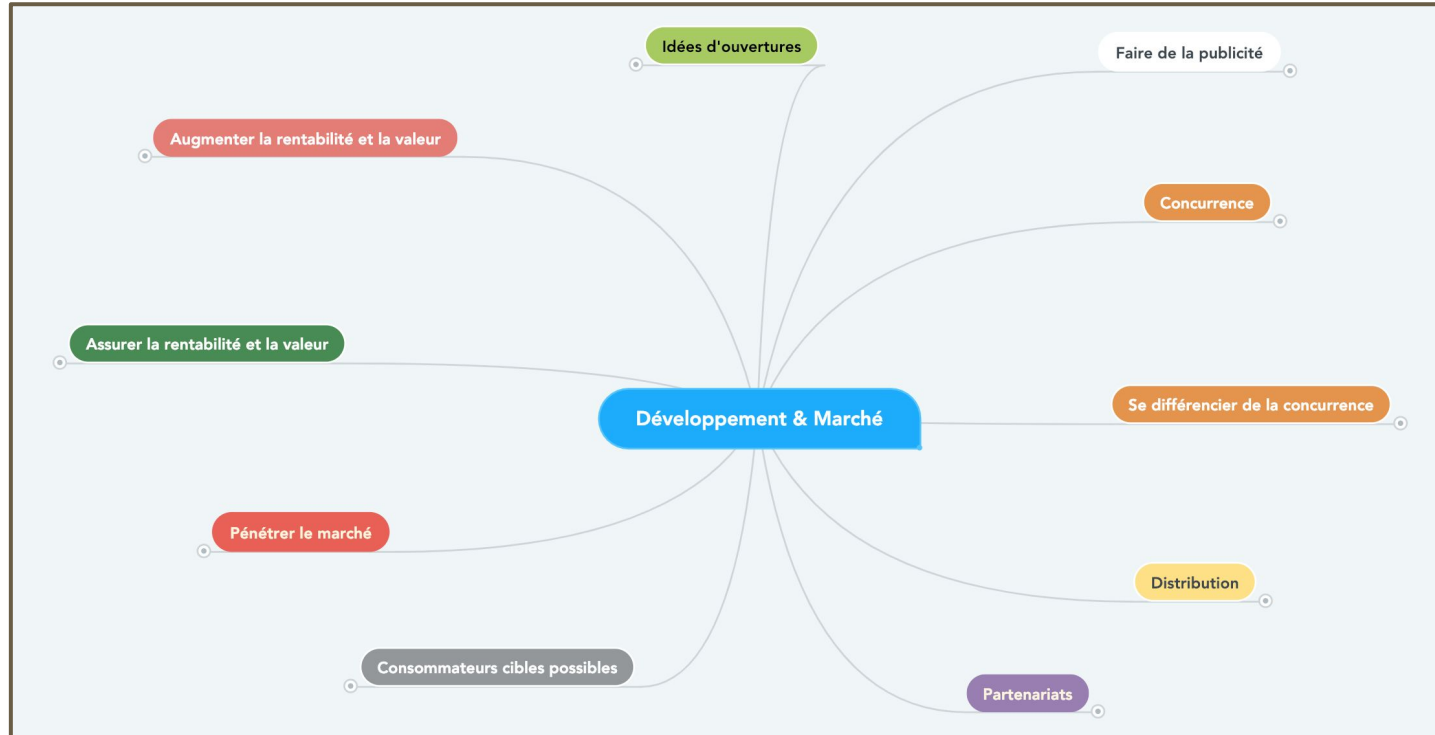 Idées d'ouvertures
Faire de la publicité
Augmenter la rentabilité et la valeur
Concurrence
Assurer la rentabilité et la valeur
Développement & Marché
Se différencier de la concurrence
Pénétrer le marché
Distribution
Consommateurs cibles possibles
Partenariats